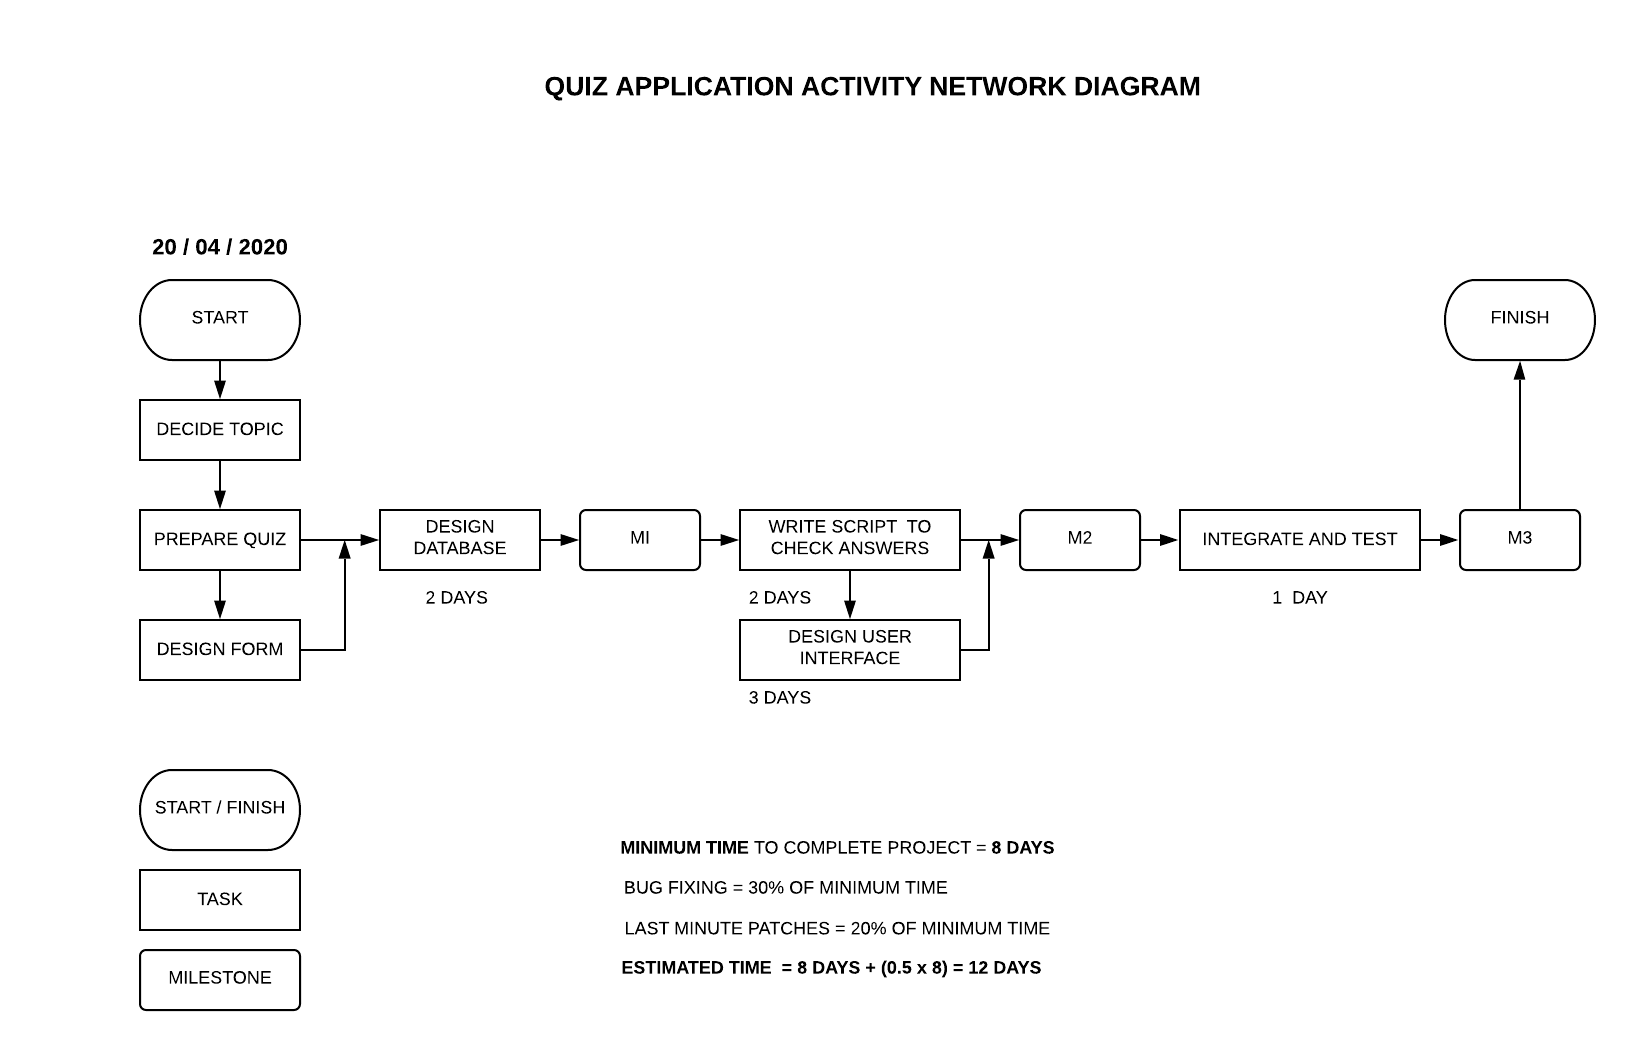 QUIZ APPLICATION ACTIVITY NETWORK DIAGRAM
20 / 04 / 2020
START
FINISH
DECIDE TOPIC
PREPARE QUIZ
DESIGN
DATABASE
MI
WRITE SCRIPT TO
CHECK ANSWERS
M2
INTEGRATE AND TEST
M3
2 DAYS
2 DAYS
1 DAY
DESIGN FORM
DESIGN USER
INTERFACE
3 DAYS
START / FINISH
TASK
MILESTONE
MINIMUM TIME TO COMPLETE PROJECT = 8 DAYS
BUG FIXING = 30% OF MINIMUM TIME
LAST MINUTE PATCHES = 20% OF MINIMUM TIME
ESTIMATED TIME = 8 DAYS + (0.5 x 8) = 12 DAYS